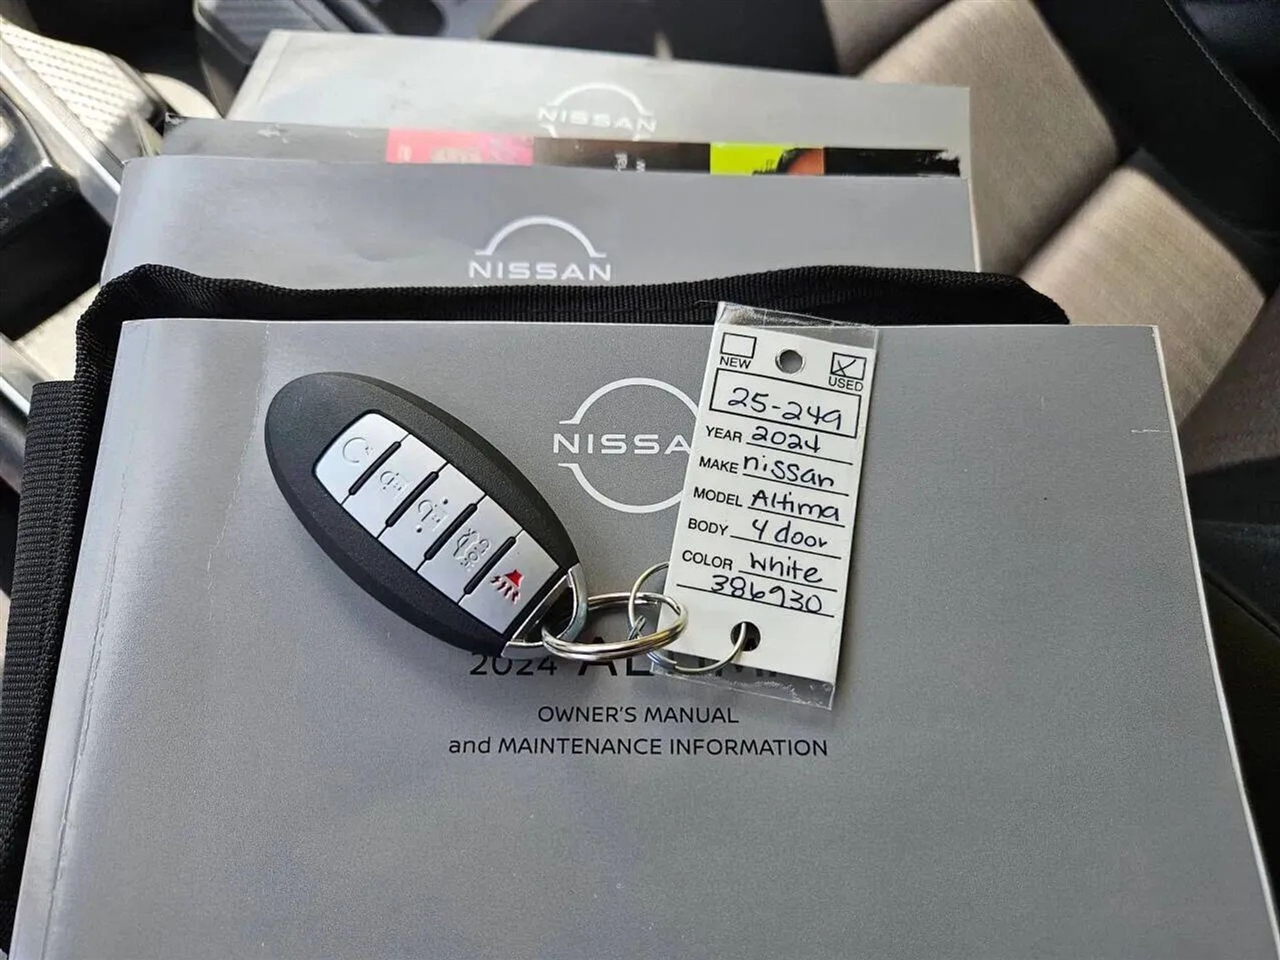 NISSAN
NISSAN
NISSA
NEW
USED
25-249
YEAR 2024
MAKE nissan
MODEL Altima
BODY 4 door
COLOR White
386930
2024
OWNER'S MANUAL
and MAINTENANCE INFORMATION